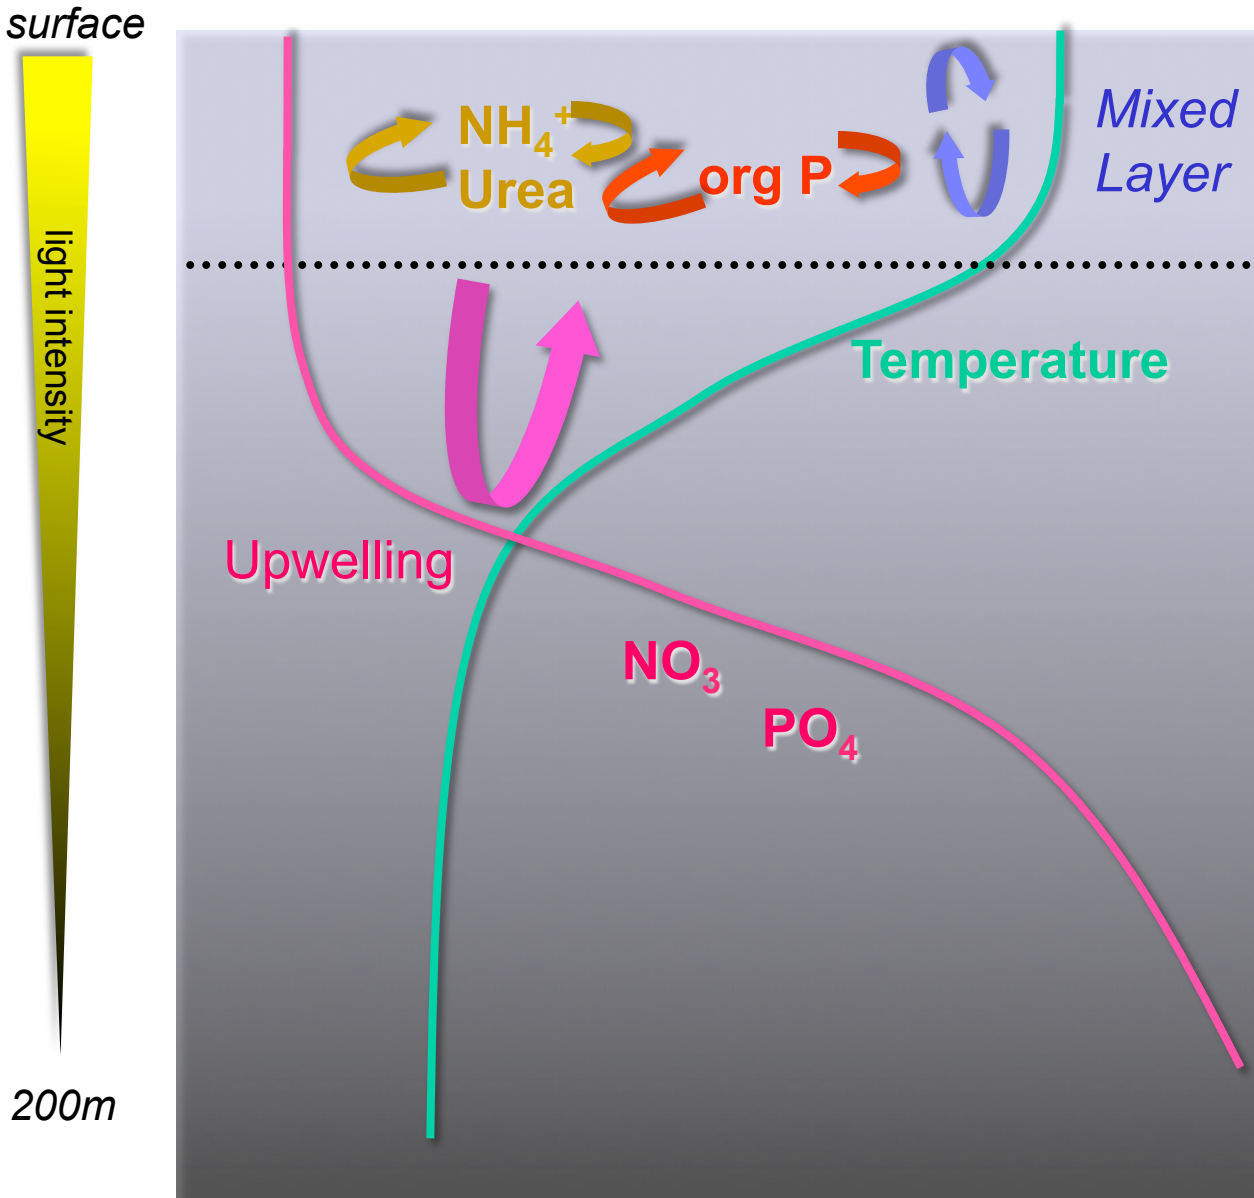 surface
NH₄⁺
Urea
org P
Mixed
Layer
light intensity
Temperature
Upwelling
NO₃
PO₄
200m